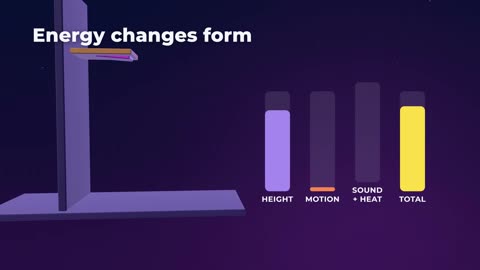 Energy changes form
HEIGHT
MOTION
SOUND
+ HEAT
TOTAL